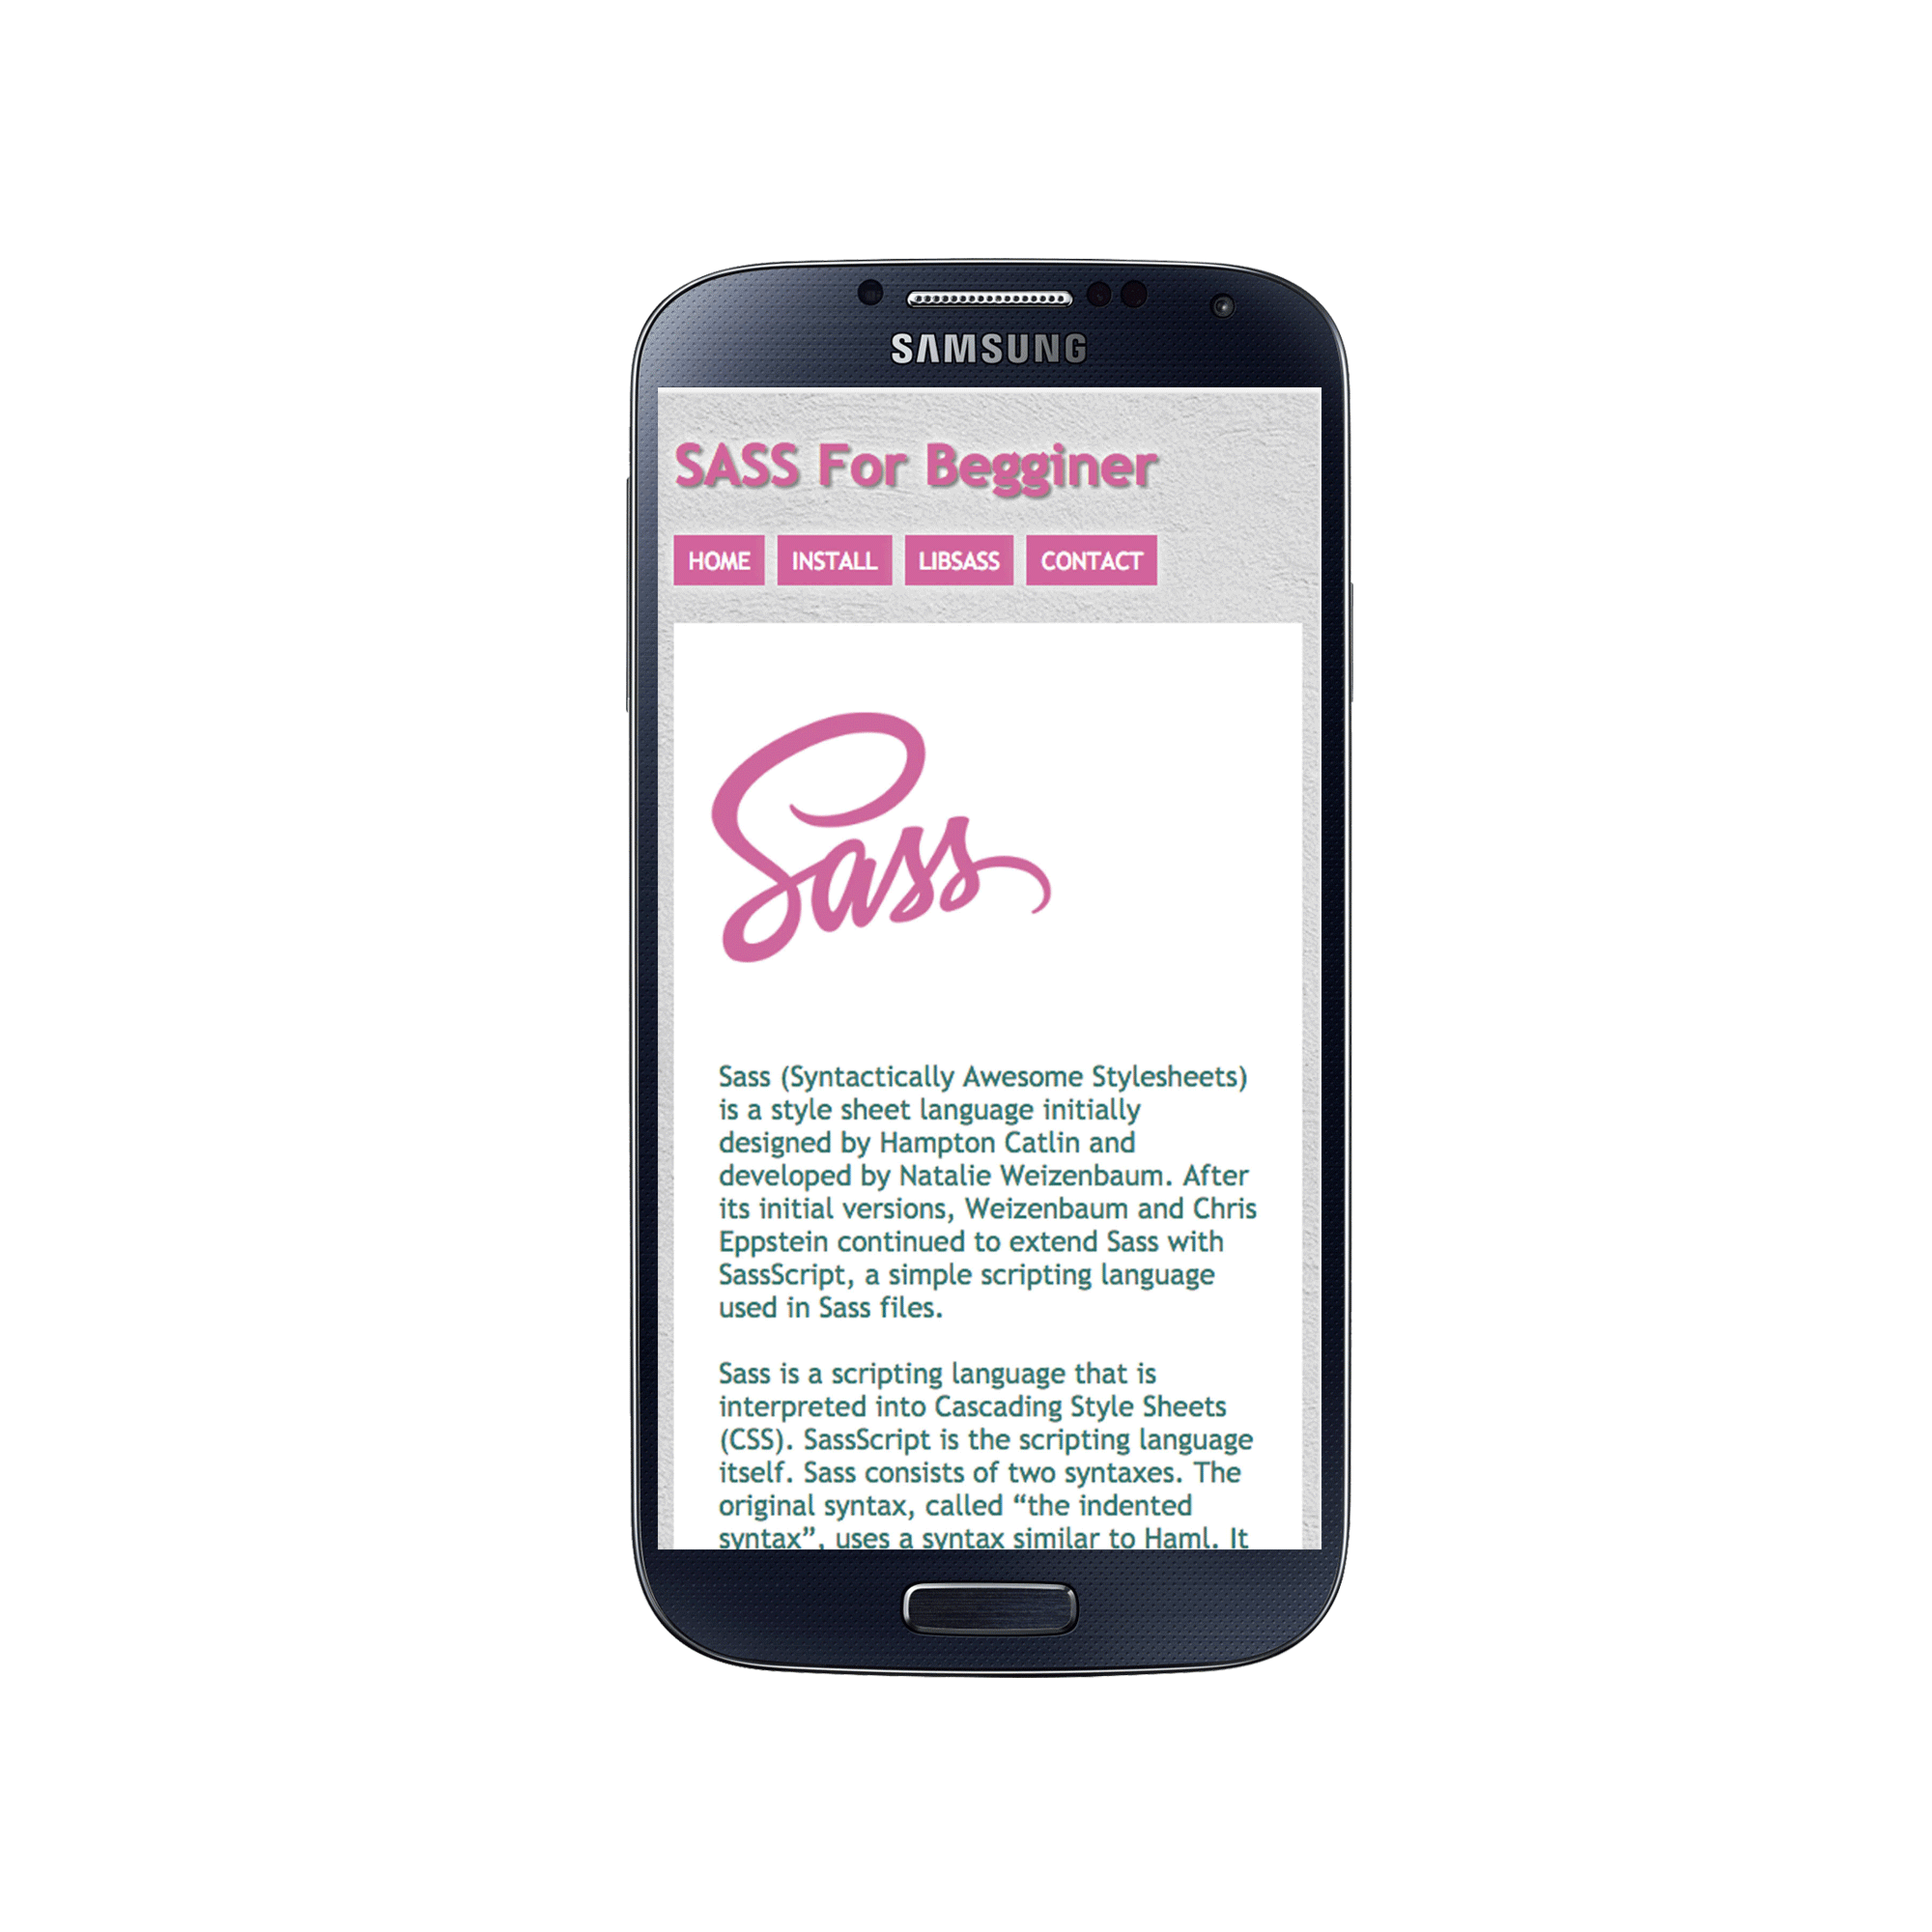 SAMSUNG
SASS For Begginer
HOME INSTALL LIBSASS CONTACT
Sass
Sass (Syntactically Awesome Stylesheets)
is a style sheet language initially
designed by Hampton Catlin and
developed by Natalie Weizenbaum. After
its initial versions, Weizenbaum and Chris
Eppstein continued to extend Sass with
SassScript, a simple scripting language
used in Sass files.
Sass is a scripting language that is
interpreted into Cascading Style Sheets
(CSS). SassScript is the scripting language
itself. Sass consists of two syntaxes. The
original syntax, called “the indented
syntax”, uses a syntax similar to Haml. It